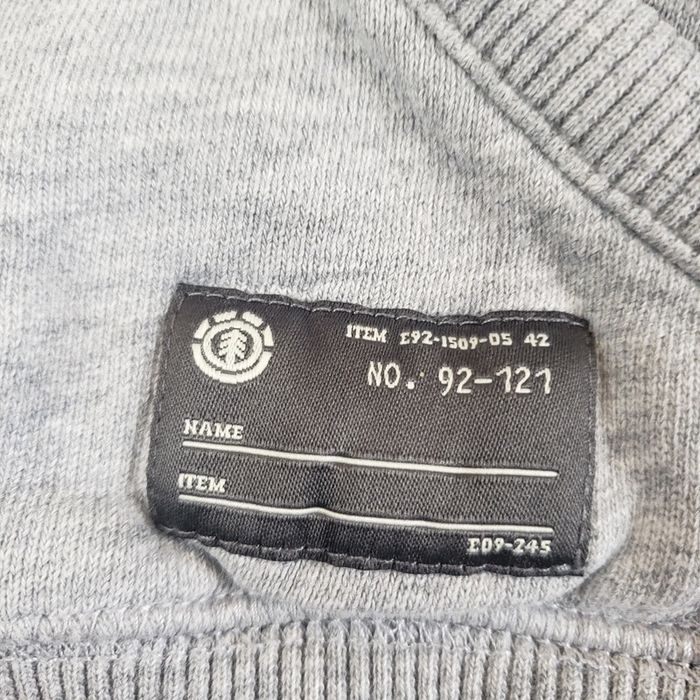 ITEM E92-1509-05 42
NO. 92-121
NAME
ITEM
E09-245